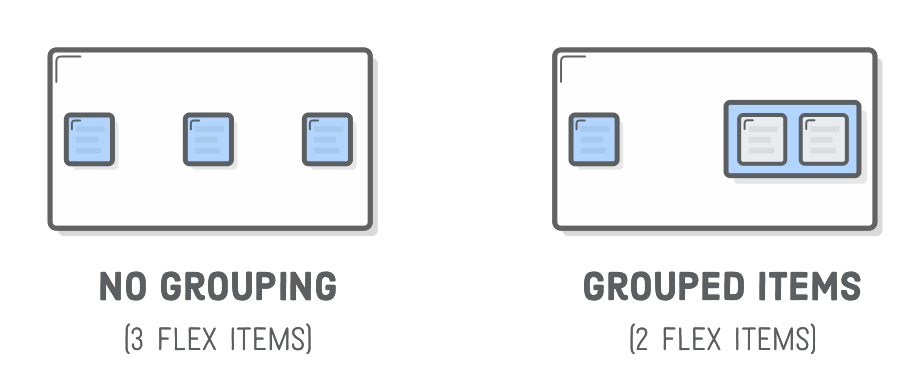 NO GROUPING
(3 FLEX ITEMS)
GROUPED ITEMS
(2 FLEX ITEMS)